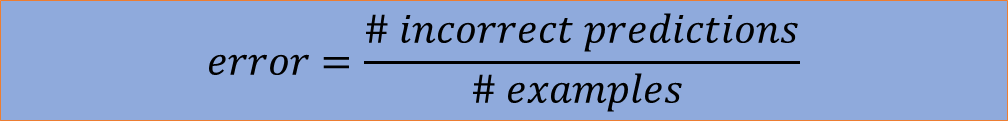 error = # incorrect predictions / # examples